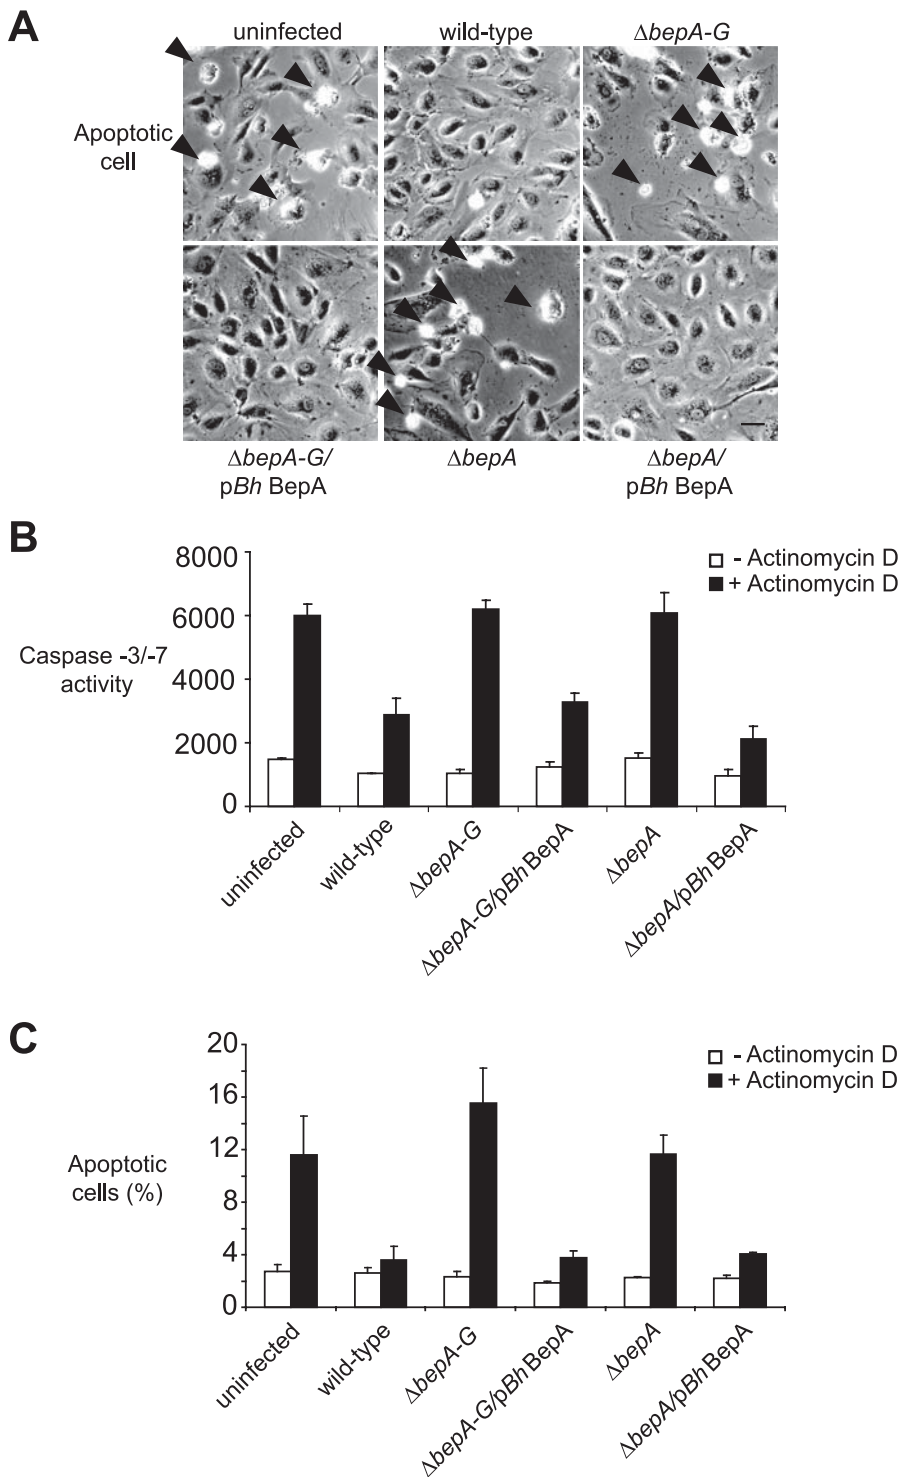 A
uninfected
wild-type
ΔbepA-G
Apoptotic
cell
ΔbepA-G/
pBh BepA
ΔbepA
ΔbepA/
pBh BepA
B
8000
6000
4000
2000
0
Caspase -3/-7
activity
- Actinomycin D
+ Actinomycin D
uninfected
wild-type
ΔbepA-G
ΔbepA-G/pBh BepA
ΔbepA
ΔbepA/pBh BepA
C
20
16
12
8
4
0
Apoptotic
cells (%)
- Actinomycin D
+ Actinomycin D
uninfected
wild-type
ΔbepA-G
ΔbepA-G/pBh BepA
ΔbepA
ΔbepA/pBh BepA